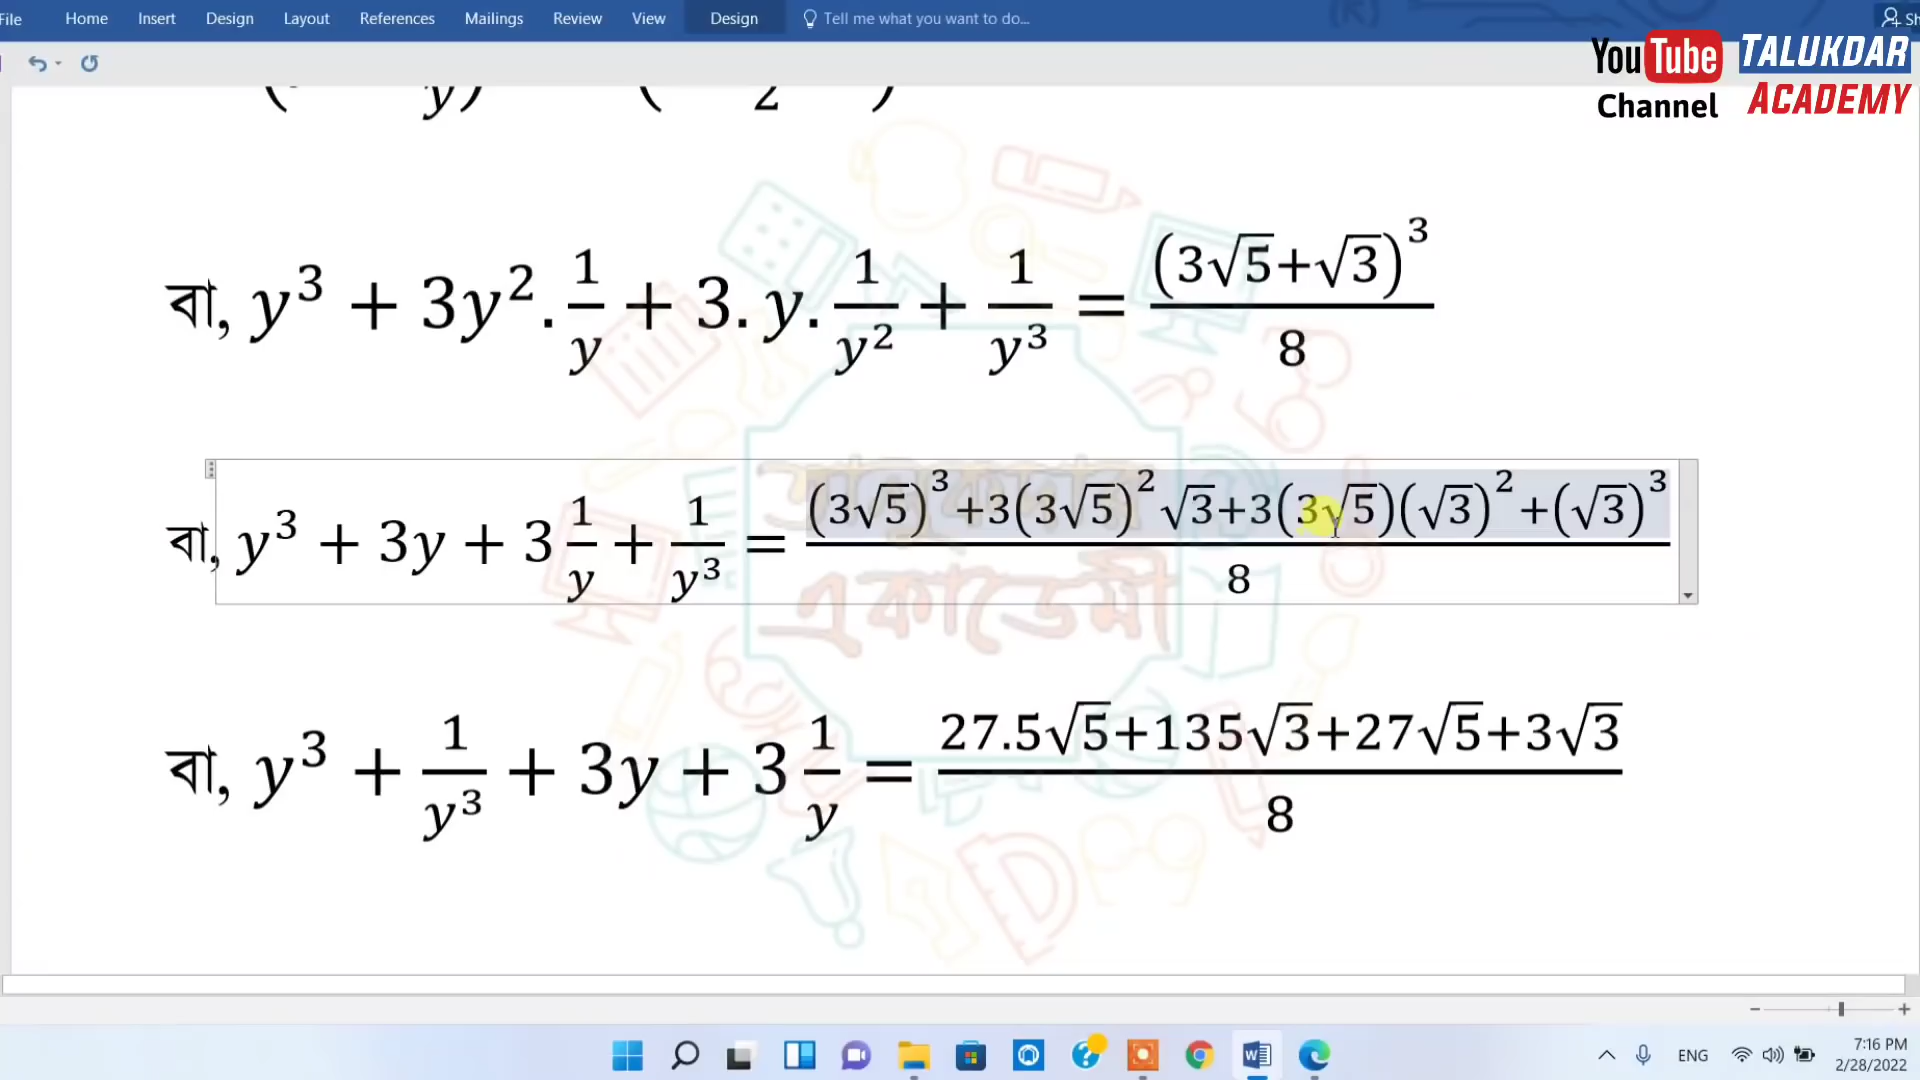 File Home Insert Design Layout References Mailings Review View Design Tell me what you want to do... Sh
YouTube TALUKDAR
Channel ACADEMY
( y) ( 2 )
বা, y³ + 3y². 1/y + 3. y. 1/y² + 1/y³ = (3√5+√3)³/8
বা, y³ + 3y + 3 1/y + 1/y³ = (3√5)³+3(3√5)²√3+3(3√5)(√3)²+(√3)³/8
একাডেমী
বা, y³ + 1/y³ + 3y + 3 1/y = 27.5√5+135√3+27√5+3√3/8
ENG 7:16 PM
2/28/2022